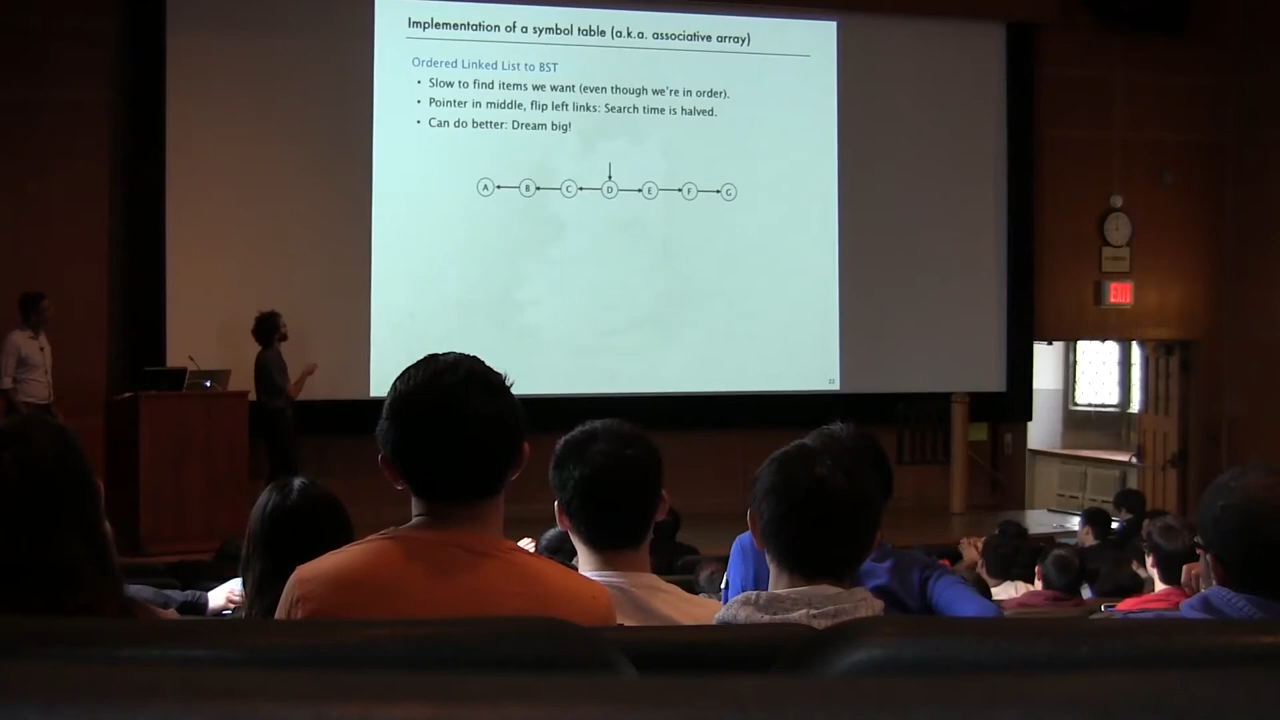 Implementation of a symbol table (a.k.a. associative array)
Ordered Linked List to BST
• Slow to find items we want (even though we're in order).
• Pointer in middle, flip left links: Search time is halved.
• Can do better: Dream big!
A B C D E F G
22
EXIT